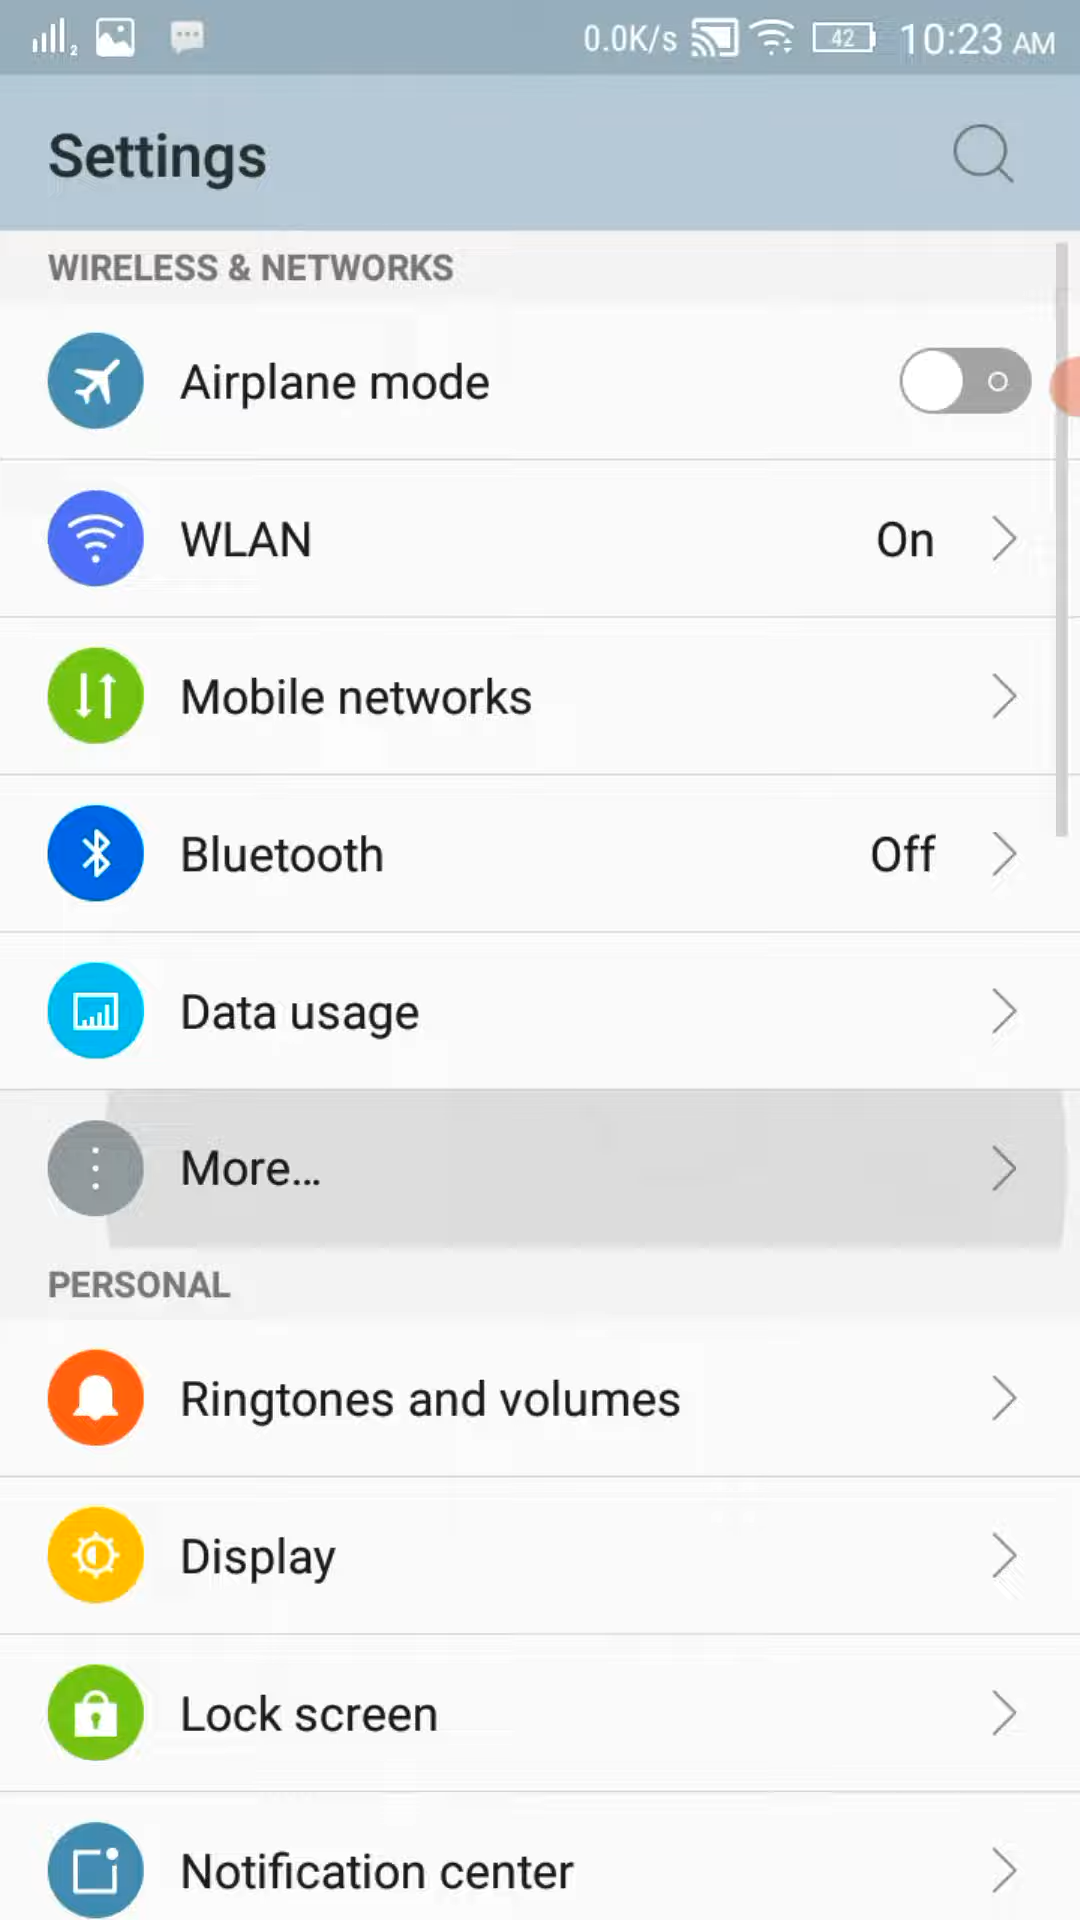 2 0.0K/s 42 10:23 AM
Settings
WIRELESS & NETWORKS
Airplane mode
WLAN On
Mobile networks
Bluetooth Off
Data usage
More...
PERSONAL
Ringtones and volumes
Display
Lock screen
Notification center